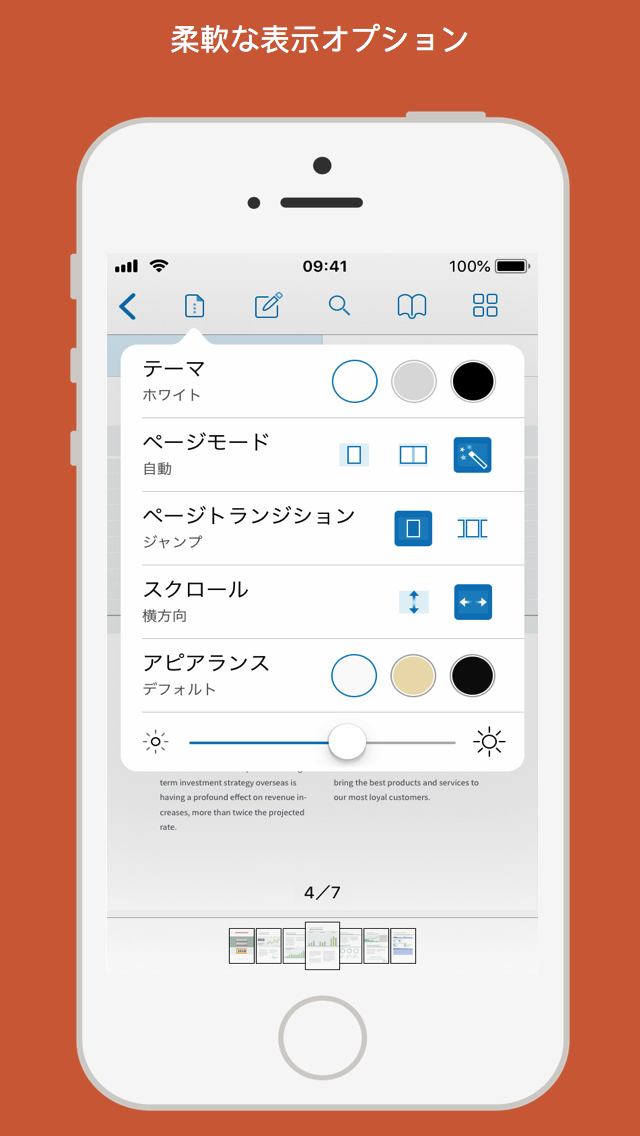 柔軟な表示オプション
09:41
100%
テーマ
ホワイト
ページモード
自動
ページトランジション
ジャンプ
スクロール
横方向
アピアランス
デフォルト
term investment strategy overseas is
having a profound effect on revenue in-
creases, more than twice the projected
rate.
bring the best products and services to
our most loyal customers.
4/7